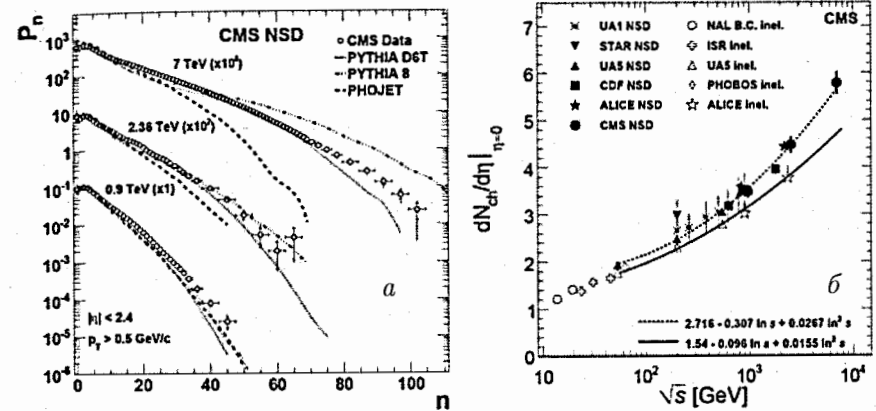 P_n
CMS NSD
CMS Data
PYTHIA D6T
PYTHIA 8
PHOJET
7 TeV (x10⁴)
2.36 TeV (x10²)
0.9 TeV (x1)
|η| < 2.4
p_T > 0.5 GeV/c
а
10³
10²
10
1
10⁻¹
10⁻²
10⁻³
10⁻⁴
10⁻⁵
10⁻⁶
0 20 40 60 80 100
n
CMS
UA1 NSD
STAR NSD
UA5 NSD
CDF NSD
ALICE NSD
CMS NSD
NAL B.C. inel.
ISR inel.
UA5 inel.
PHOBOS inel.
ALICE inel.
dN_ch/dη|_η=0
7
6
5
4
3
2
1
0
б
2.716 - 0.307 ln s + 0.0267 ln² s
1.54 - 0.096 ln s + 0.0155 ln² s
10 10² 10³ 10⁴
√s [GeV]